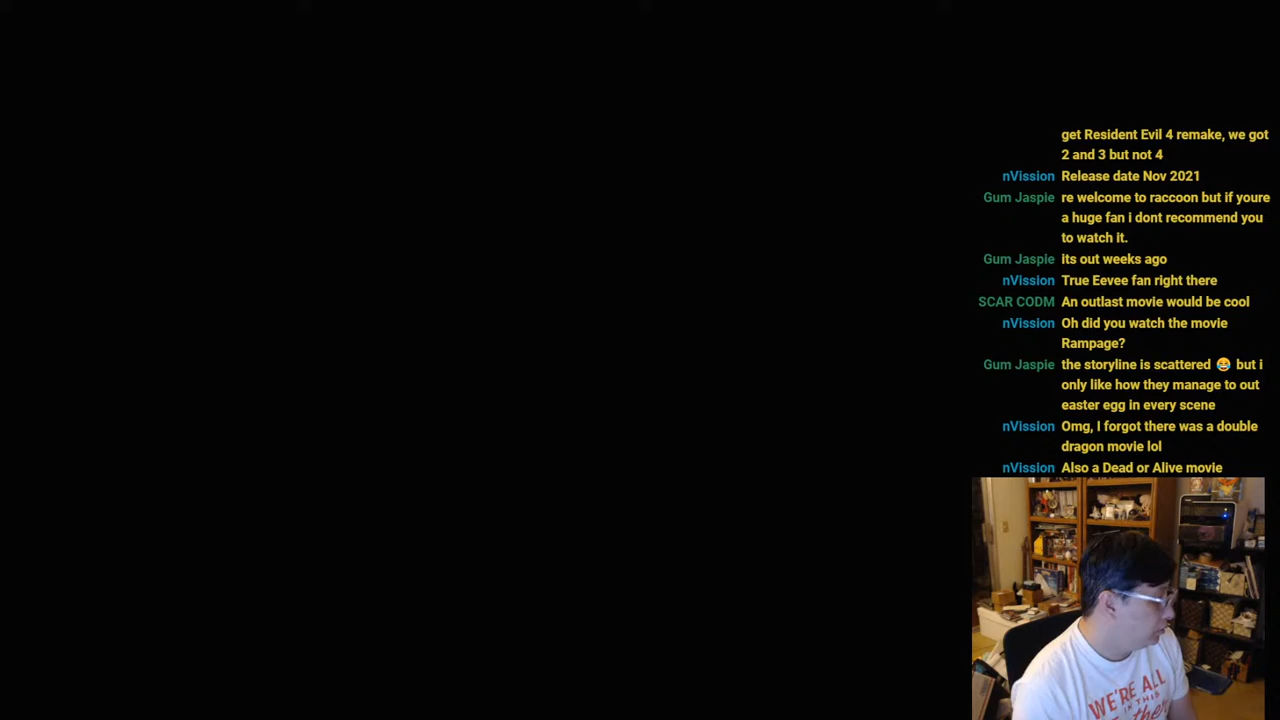 get Resident Evil 4 remake, we got
2 and 3 but not 4
nVission Release date Nov 2021
Gum Jaspie re welcome to raccoon but if youre
a huge fan i dont recommend you
to watch it.
Gum Jaspie its out weeks ago
nVission True Eevee fan right there
SCAR CODM An outlast movie would be cool
nVission Oh did you watch the movie
Rampage?
Gum Jaspie the storyline is scattered 😂 but i
only like how they manage to out
easter egg in every scene
nVission Omg, I forgot there was a double
dragon movie lol
nVission Also a Dead or Alive movie
WE'RE ALL
IN THIS